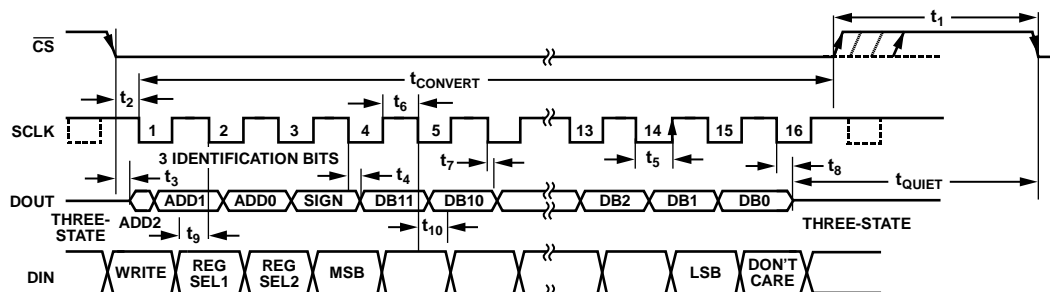 t1
CS
tCONVERT
t2
t6
SCLK
1 2 3 4 5 13 14 15 16
3 IDENTIFICATION BITS
t7
t5
t8
t3
t4
tQUIET
DOUT
ADD1 ADD0 SIGN DB11 DB10 DB2 DB1 DB0
THREE-
STATE
ADD2
THREE-STATE
t9
t10
DIN
WRITE
REG
SEL1
REG
SEL2
MSB
LSB
DON'T
CARE